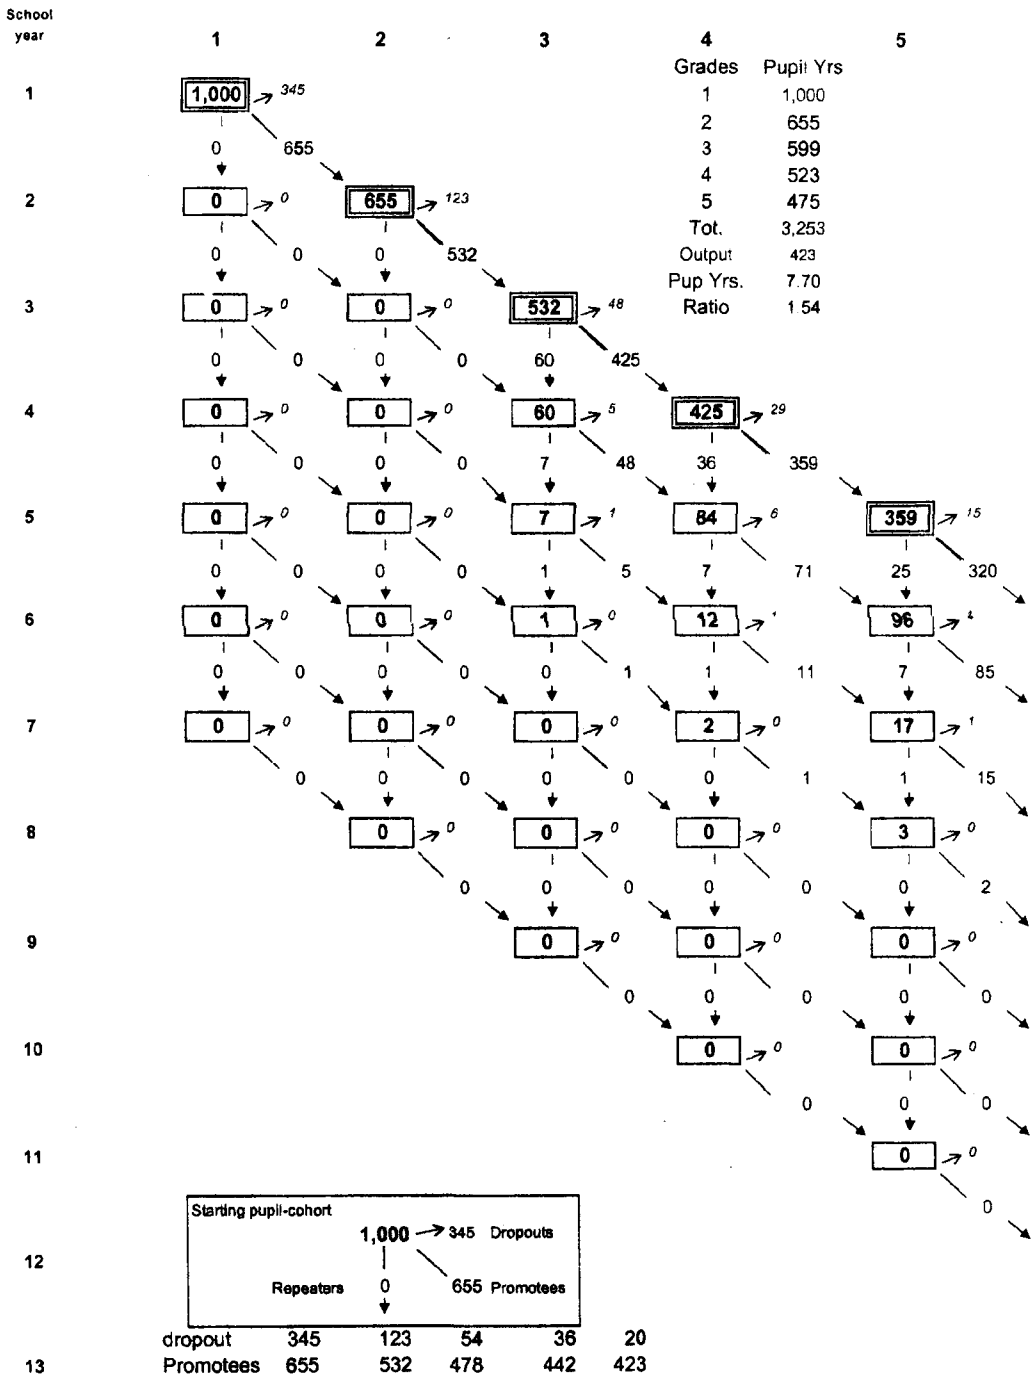 School
year 1 2 3 4 5
Grades Pupil Yrs
1 1,000 345 1 1,000
2 655
0 655 3 599
4 523
2 0 0 655 123 5 475
Tot. 3,253
0 0 0 532 Output 423
Pup Yrs. 7.70
3 0 0 0 0 532 48 Ratio 1 54
0 0 0 0 60 425
4 0 0 0 0 60 5 425 29
0 0 0 0 7 48 36 359
5 0 0 0 0 7 1 84 6 359 15
0 0 0 0 1 5 7 71 25 320
6 0 0 0 0 1 0 12 1 96 4
0 0 0 0 0 1 1 11 7 85
7 0 0 0 0 0 0 2 0 17 1
0 0 0 0 0 0 1 1 15
8 0 0 0 0 0 0 3 0
0 0 0 0 0 0 2
9 0 0 0 0 0 0
0 0 0 0 0
10 0 0 0 0
0 0 0
11 0 0
0
Starting pupil-cohort
1,000 345 Dropouts
12
Repeaters 0 655 Promotees
dropout 345 123 54 36 20
13 Promotees 655 532 478 442 423